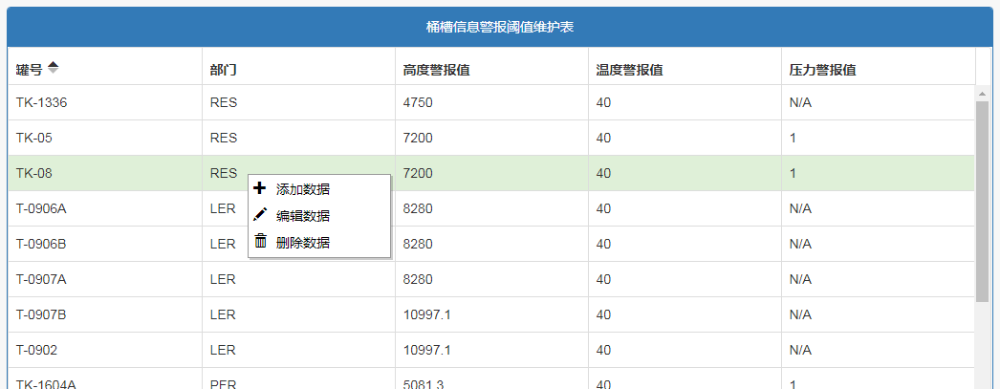 桶槽信息警报阈值维护表
罐号 部门 高度警报值 温度警报值 压力警报值
TK-1336 RES 4750 40 N/A
TK-05 RES 7200 40 1
TK-08 RES 7200 40 1
添加数据
T-0906A LER 8280 40 N/A
编辑数据
T-0906B LER 8280 40 N/A
删除数据
T-0907A LER 8280 40 N/A
T-0907B LER 10997.1 40 N/A
T-0902 LER 10997.1 40 N/A
TK-1604A PER 5081.3 40 1